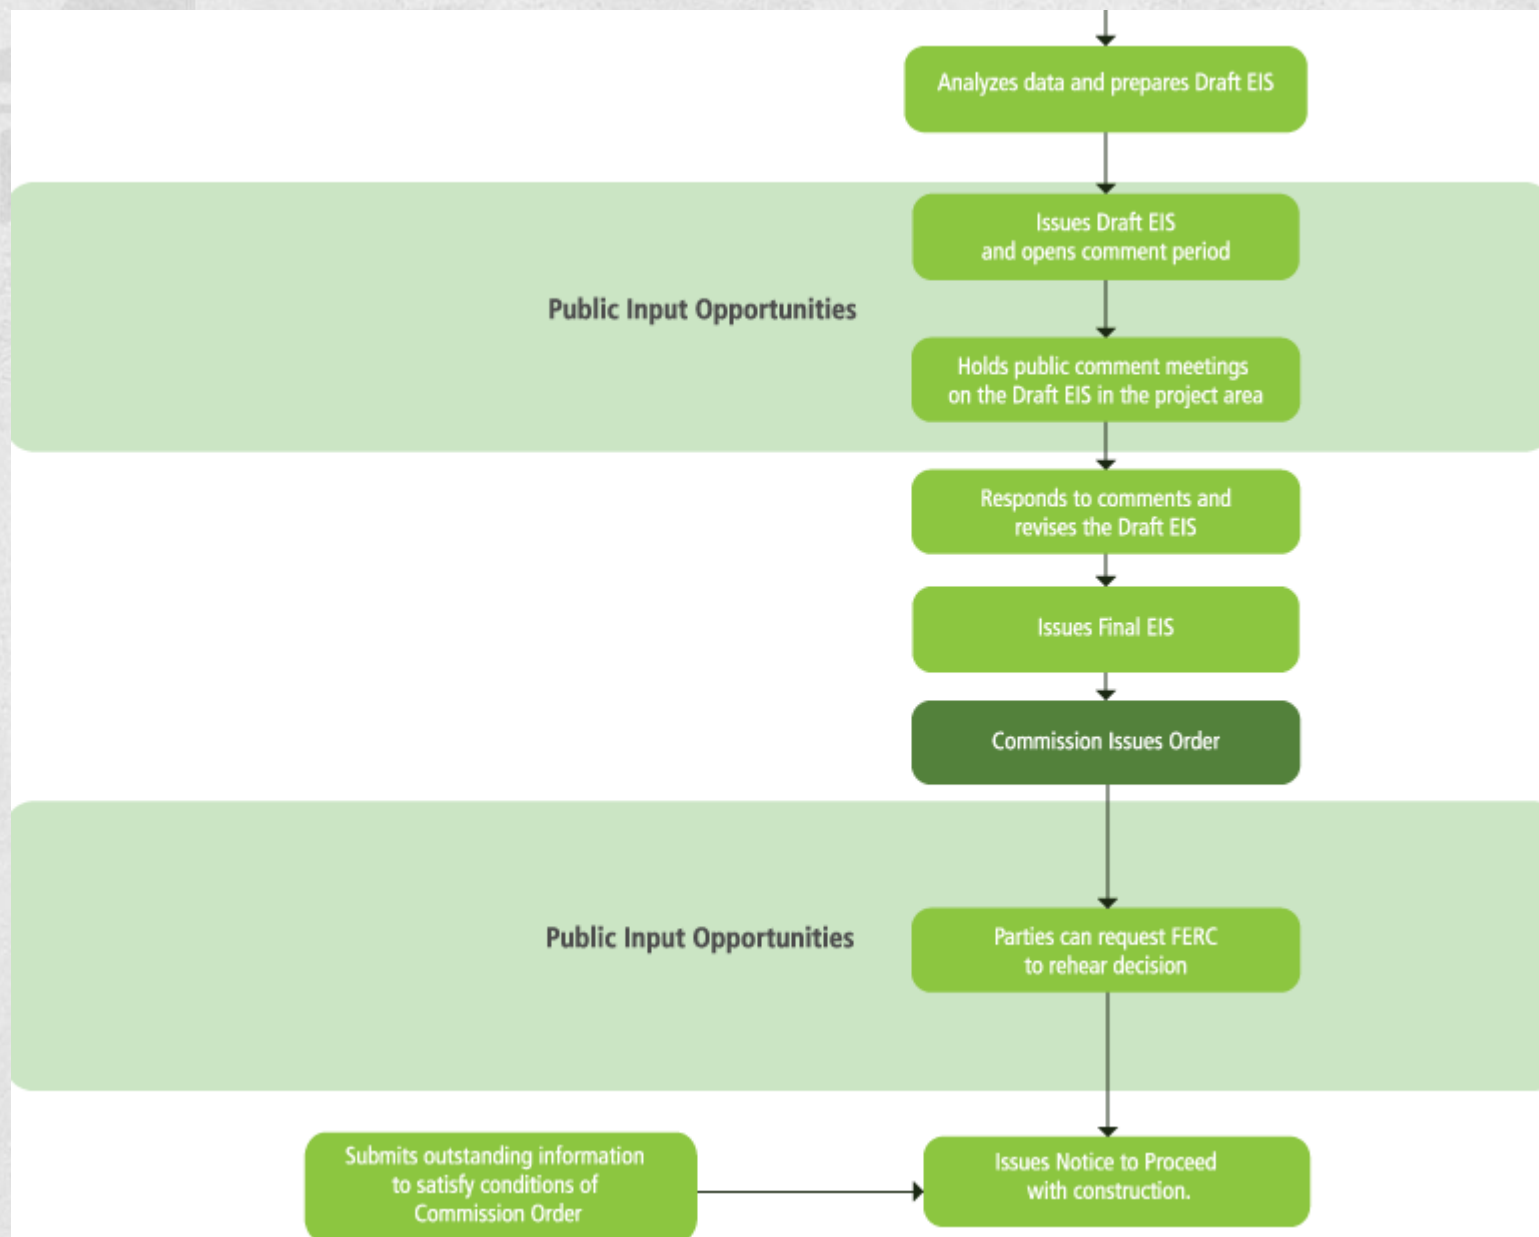 Analyzes data and prepares Draft EIS
Issues Draft EIS
and opens comment period
Public Input Opportunities
Holds public comment meetings
on the Draft EIS in the project area
Responds to comments and
revises the Draft EIS
Issues Final EIS
Commission Issues Order
Public Input Opportunities
Parties can request FERC
to rehear decision
Submits outstanding information
to satisfy conditions of
Commission Order
Issues Notice to Proceed
with construction.